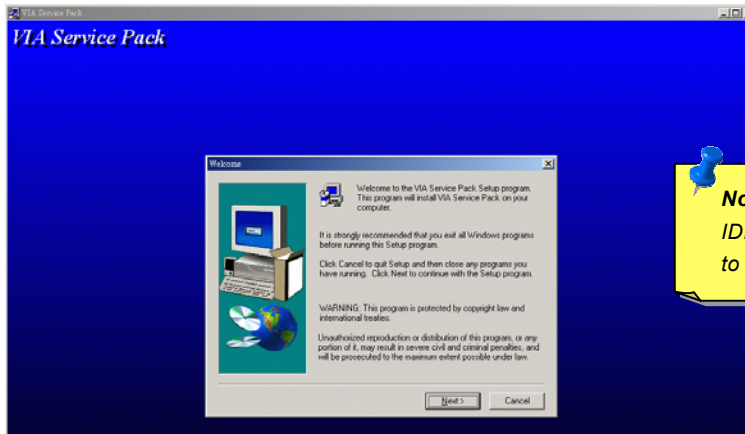 VIA Service Pack
VIA Service Pack
Welcome
Welcome to the VIA Service Pack Setup program.
This program will install VIA Service Pack on your
computer.
It is strongly recommended that you exit all Windows programs
before running this Setup program.
Click Cancel to quit Setup and then close any programs you
have running. Click Next to continue with the Setup program.
WARNING: This program is protected by copyright law and
international treaties.
Unauthorized reproduction or distribution of this program, or any
portion of it, may result in severe civil and criminal penalties, and
will be prosecuted to the maximum extent possible under law.
Next >
Cancel
to